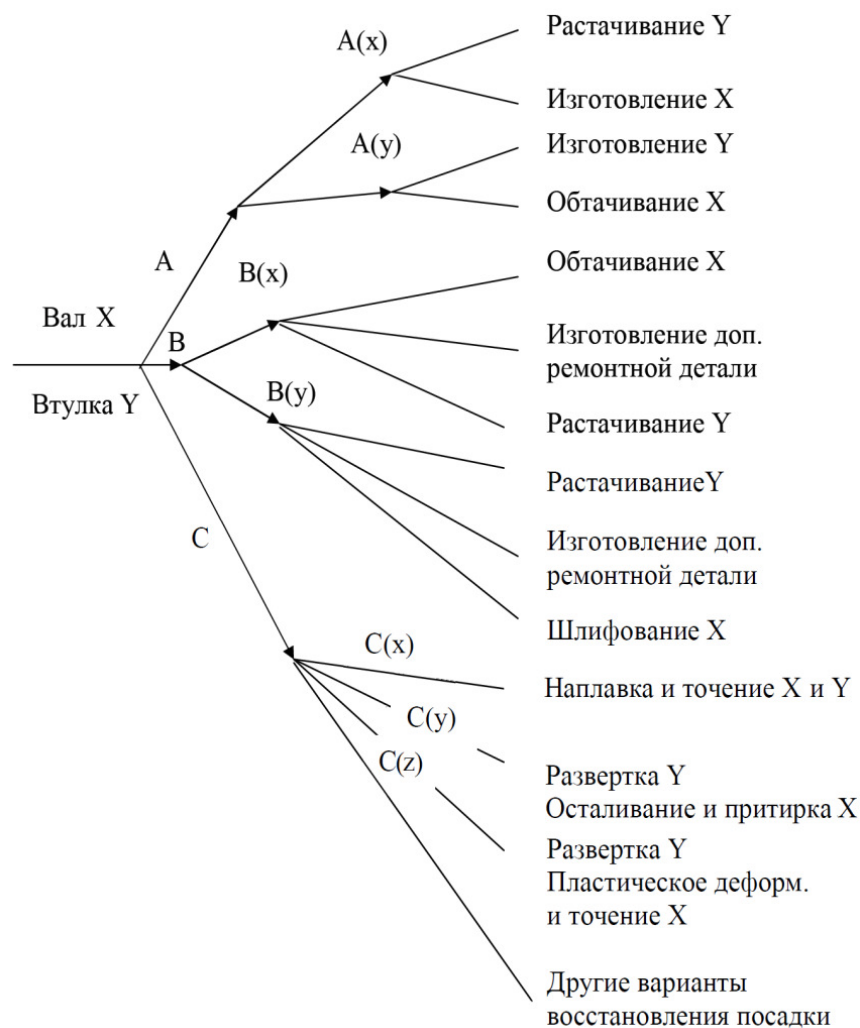 A(x)
Растачивание Y
Изготовление X
A(y)
Изготовление Y
Обтачивание X
A
B(x)
Обтачивание X
Вал X
B
Изготовление доп.
ремонтной детали
Втулка Y
B(y)
Растачивание Y
РастачиваниеY
C
Изготовление доп.
ремонтной детали
Шлифование X
C(x)
Наплавка и точение X и Y
C(y)
C(z)
Развертка Y
Осталивание и притирка X
Развертка Y
Пластическое деформ.
и точение X
Другие варианты
восстановления посадки